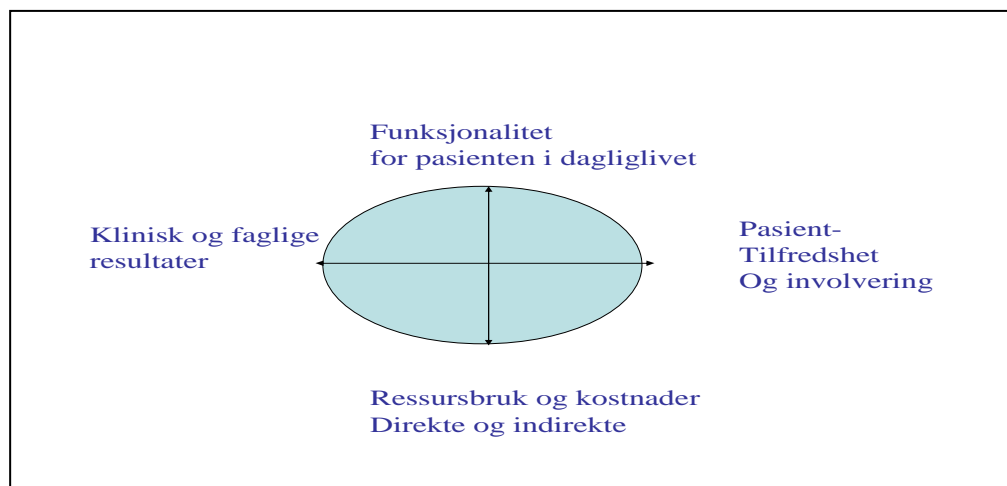 Funksjonalitet
for pasienten i dagliglivet
Klinisk og faglige
resultater
Pasient-
Tilfredshet
Og involvering
Ressursbruk og kostnader
Direkte og indirekte